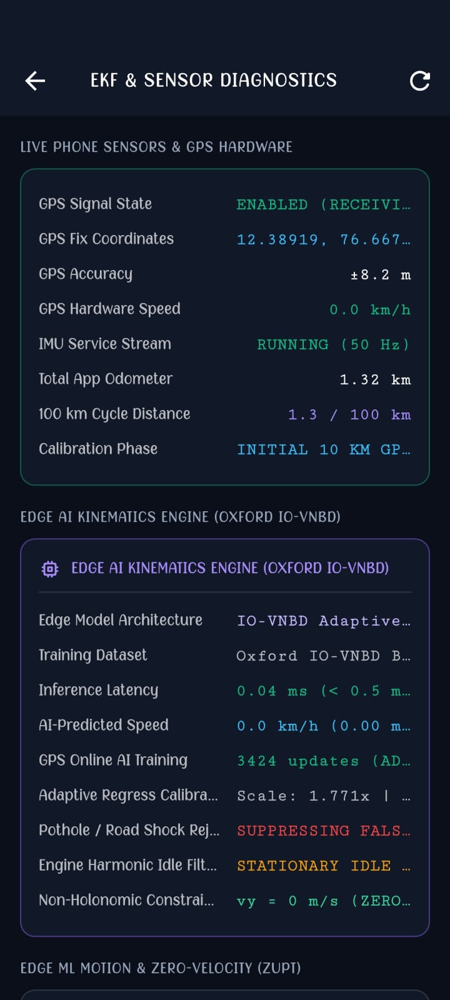 EKF & SENSOR DIAGNOSTICS
LIVE PHONE SENSORS & GPS HARDWARE
GPS Signal State ENABLED (RECEIVI…
GPS Fix Coordinates 12.38919, 76.667…
GPS Accuracy ±8.2 m
GPS Hardware Speed 0.0 km/h
IMU Service Stream RUNNING (50 Hz)
Total App Odometer 1.32 km
100 km Cycle Distance 1.3 / 100 km
Calibration Phase INITIAL 10 KM GP…
EDGE AI KINEMATICS ENGINE (OXFORD IO-VNBD)
EDGE AI KINEMATICS ENGINE (OXFORD IO-VNBD)
Edge Model Architecture IO-VNBD Adaptive…
Training Dataset Oxford IO-VNBD B…
Inference Latency 0.04 ms (< 0.5 m…
AI-Predicted Speed 0.0 km/h (0.00 m…
GPS Online AI Training 3424 updates (AD…
Adaptive Regress Calibra… Scale: 1.771x | …
Pothole / Road Shock Rej… SUPPRESSING FALS…
Engine Harmonic Idle Filt… STATIONARY IDLE …
Non-Holonomic Constrai… vy = 0 m/s (ZERO…
EDGE ML MOTION & ZERO-VELOCITY (ZUPT)